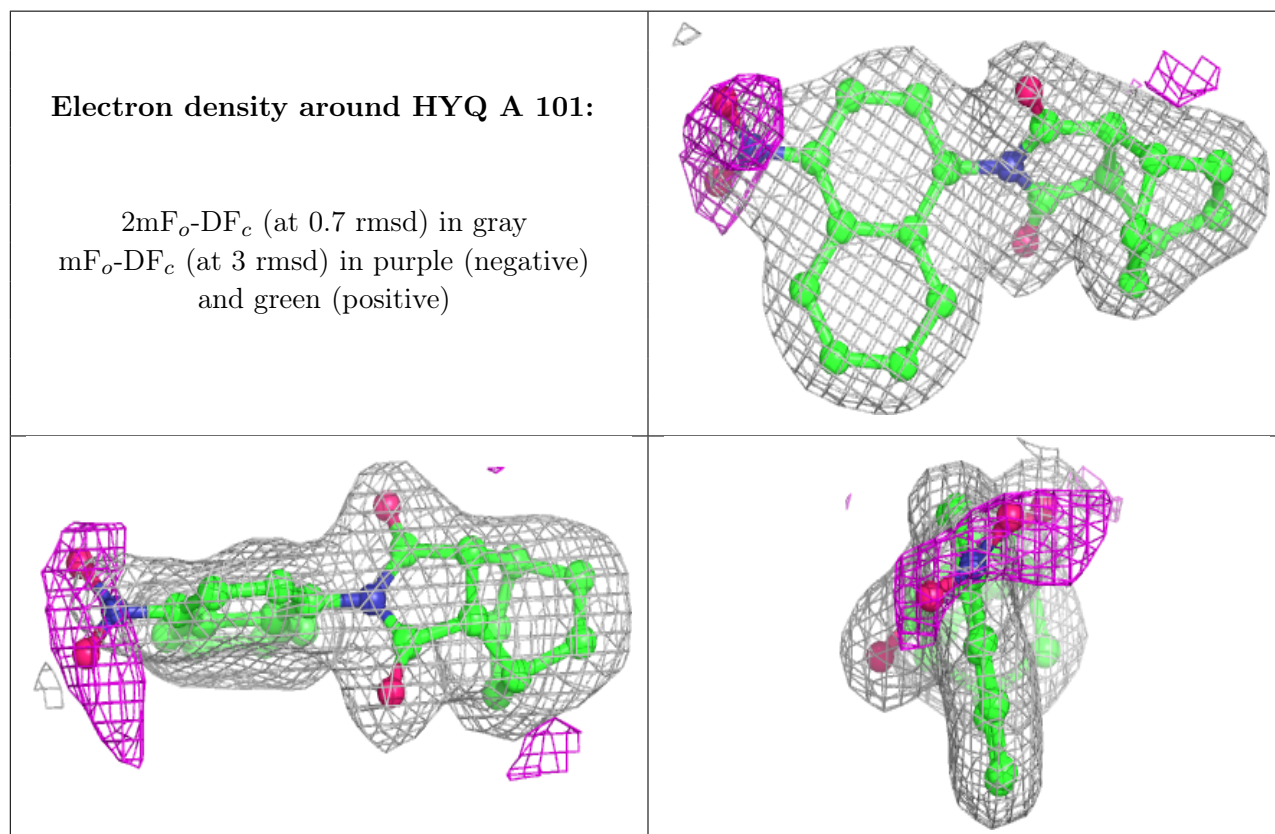 Electron density around HYQ A 101:
2mFₒ-DF𝒸 (at 0.7 rmsd) in gray
mFₒ-DF𝒸 (at 3 rmsd) in purple (negative)
and green (positive)